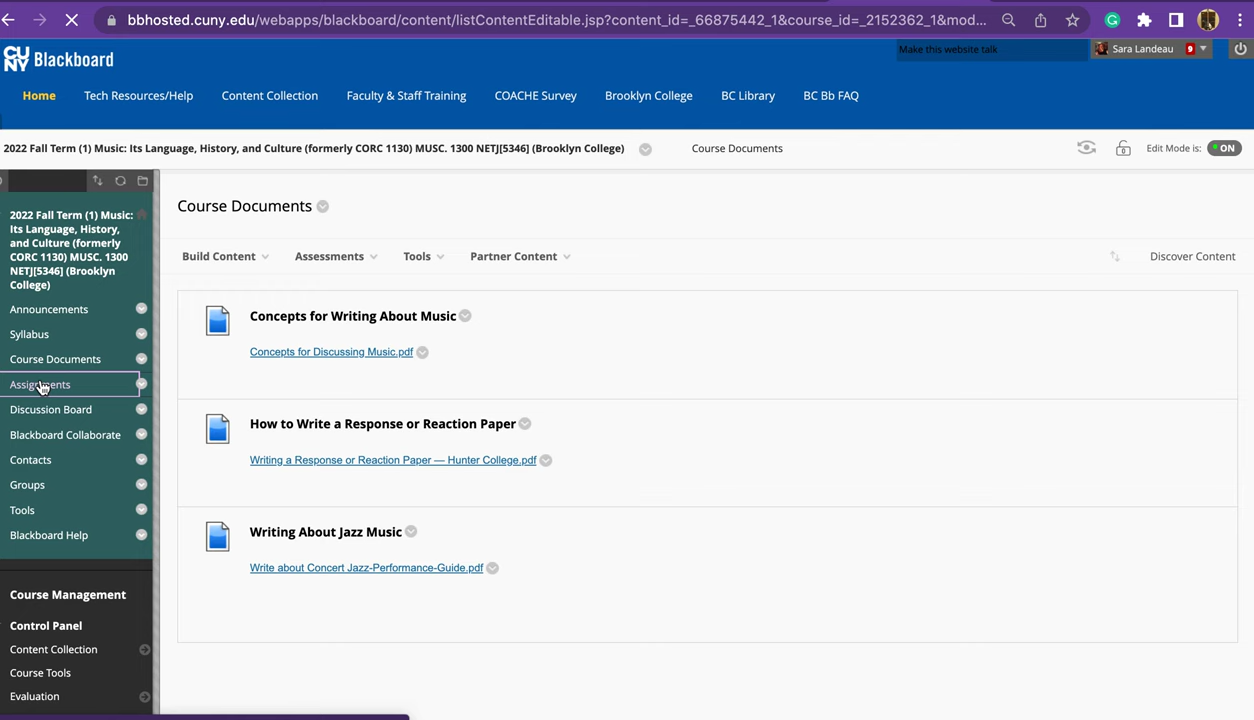 bbhosted.cuny.edu/webapps/blackboard/content/listContentEditable.jsp?content_id=_66875442_1&course_id=_2152362_1&mod...
CU
NY Blackboard
Make this website talk
Sara Landeau 9
Home Tech Resources/Help Content Collection Faculty & Staff Training COACHE Survey Brooklyn College BC Library BC Bb FAQ
2022 Fall Term (1) Music: Its Language, History, and Culture (formerly CORC 1130) MUSC. 1300 NETJ[5346] (Brooklyn College) Course Documents Edit Mode is: ON
2022 Fall Term (1) Music:
Its Language, History,
and Culture (formerly
CORC 1130) MUSC. 1300
NETJ[5346] (Brooklyn
College)
Announcements
Syllabus
Course Documents
Assignments
Discussion Board
Blackboard Collaborate
Contacts
Groups
Tools
Blackboard Help
Course Management
Control Panel
Content Collection
Course Tools
Evaluation
Course Documents
Build Content Assessments Tools Partner Content Discover Content
Concepts for Writing About Music
Concepts for Discussing Music.pdf
How to Write a Response or Reaction Paper
Writing a Response or Reaction Paper — Hunter College.pdf
Writing About Jazz Music
Write about Concert Jazz-Performance-Guide.pdf